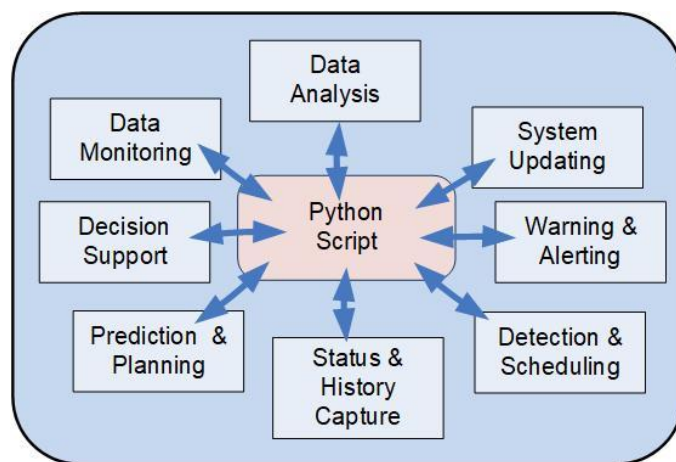 Data
Analysis
Data
Monitoring
System
Updating
Python
Script
Decision
Support
Warning &
Alerting
Prediction &
Planning
Status &
History
Capture
Detection &
Scheduling